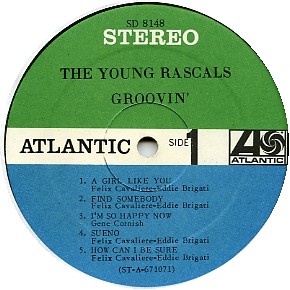 SD 8148
STEREO
THE YOUNG RASCALS
GROOVIN'
ATLANTIC
SIDE 1
ATLANTIC
1. A GIRL LIKE YOU
Felix Cavaliere-Eddie Brigati
2. FIND SOMEBODY
Felix Cavaliere-Eddie Brigati
3. I'M SO HAPPY NOW
Gene Cornish
4. SUENO
Felix Cavaliere-Eddie Brigati
5. HOW CAN I BE SURE
Felix Cavaliere-Eddie Brigati
(ST-A-671071)